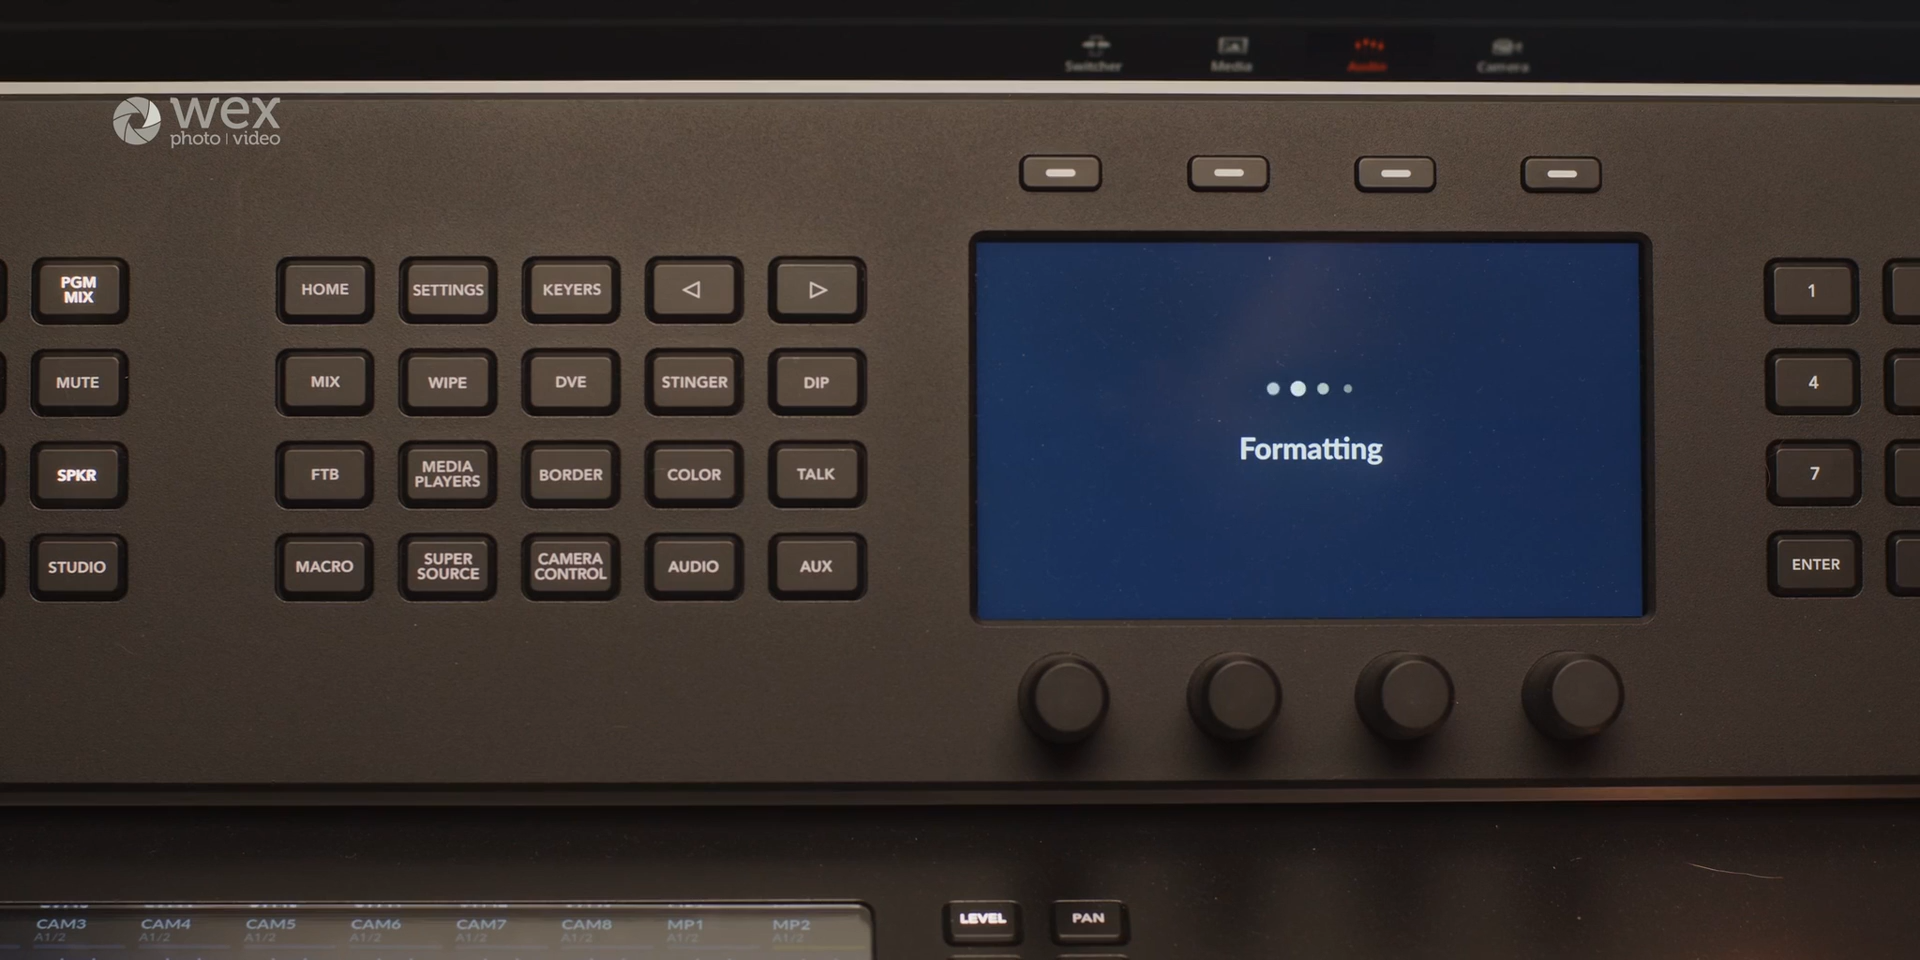 Switcher
Media
Audio
Camera
wex
photo | video
PGM
MIX
HOME
SETTINGS
KEYERS
1
MUTE
MIX
WIPE
DVE
STINGER
DIP
4
Formatting
SPKR
FTB
MEDIA
PLAYERS
BORDER
COLOR
TALK
7
STUDIO
MACRO
SUPER
SOURCE
CAMERA
CONTROL
AUDIO
AUX
ENTER
LEVEL
PAN
CAM3
CAM4
CAM5
CAM6
CAM7
CAM8
MP1
MP2
A1/2
A1/2
A1/2
A1/2
A1/2
A1/2
A1/2
A1/2